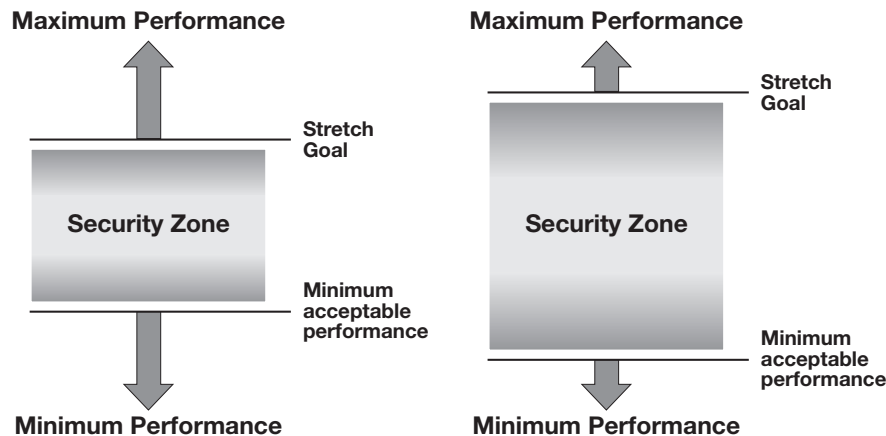 Maximum Performance
Stretch
Goal
Security Zone
Minimum
acceptable
performance
Minimum Performance
Maximum Performance
Stretch
Goal
Security Zone
Minimum
acceptable
performance
Minimum Performance